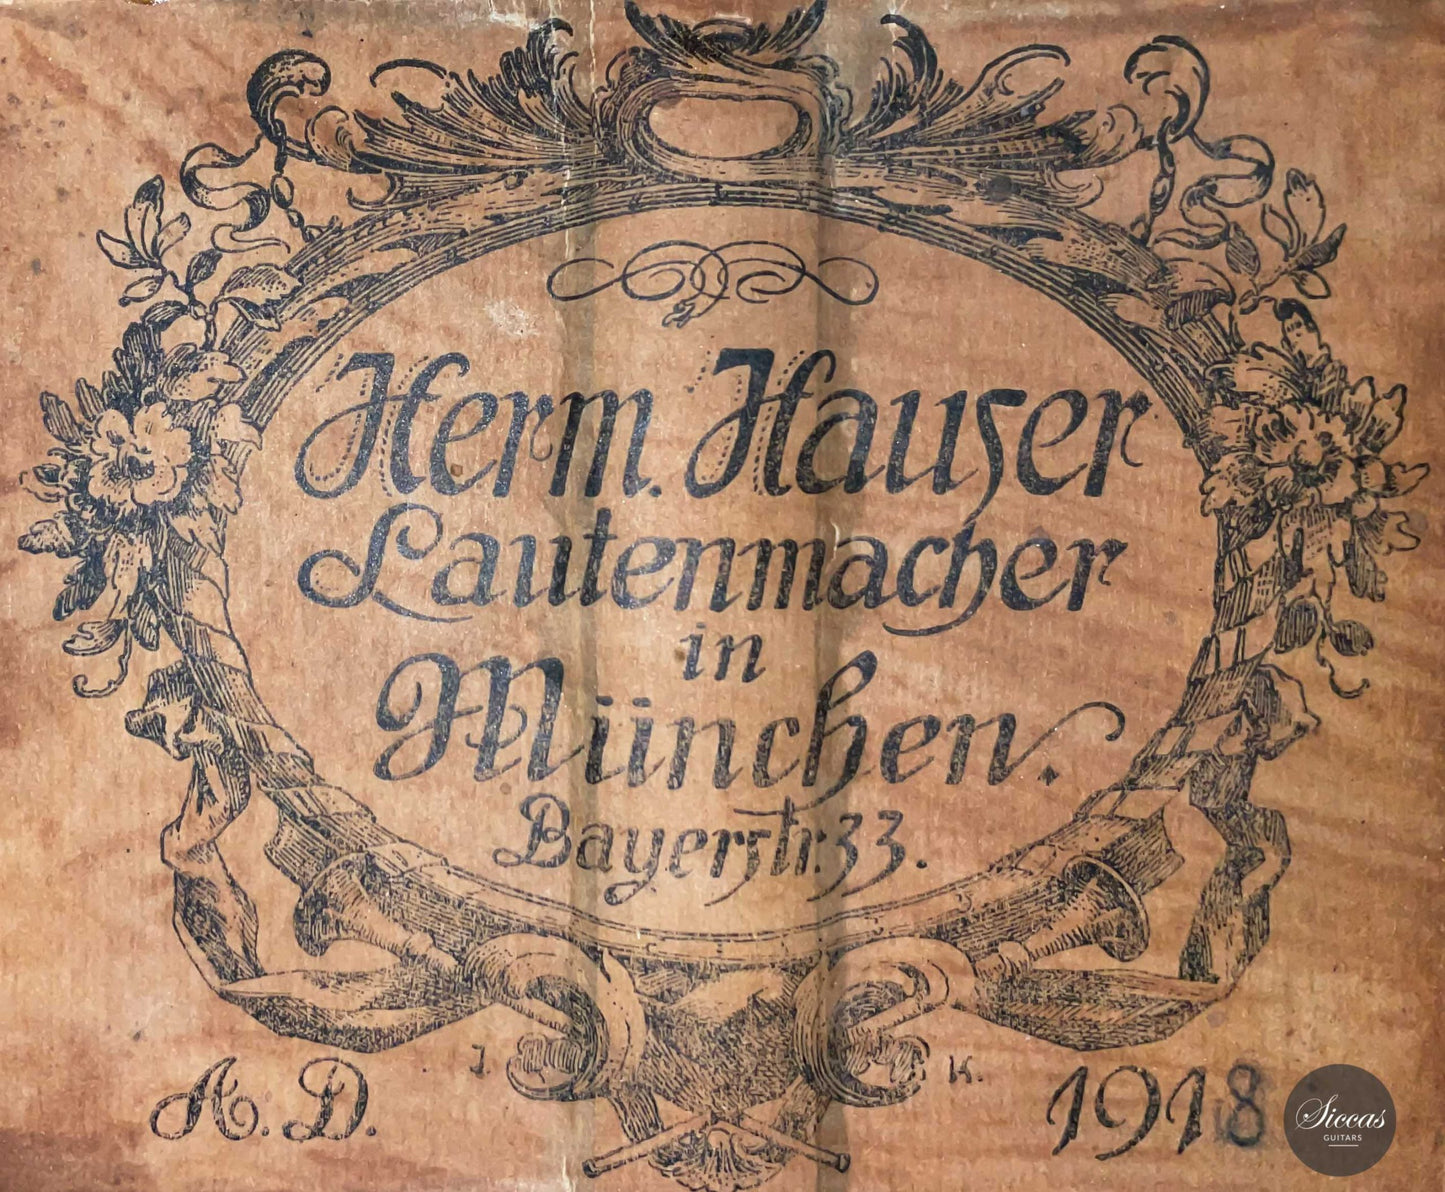 Herm. Hauser
Lautenmacher
in
München.
Bayerstr. 33.
J. K.
A. D. 1918
Siccas
GUITARS